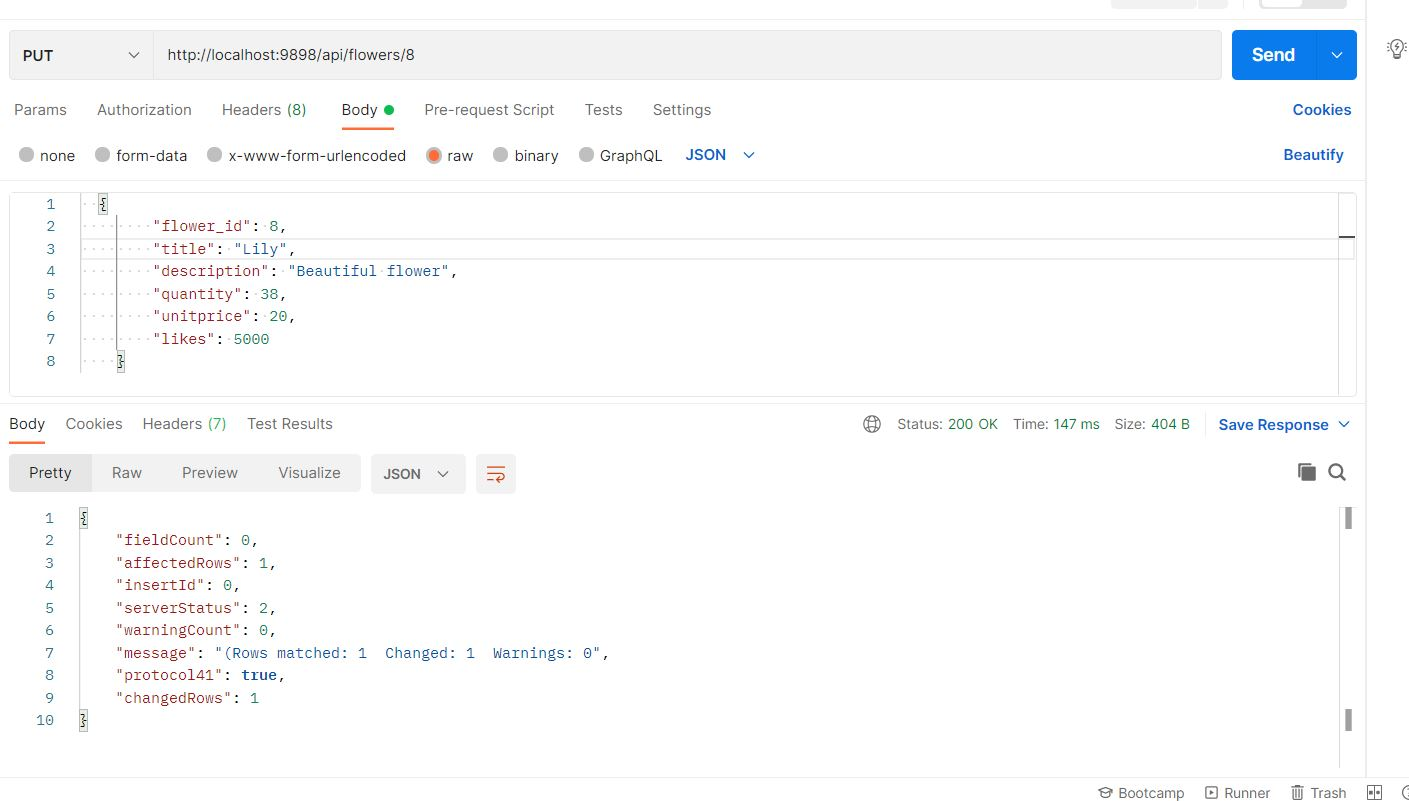 PUT http://localhost:9898/api/flowers/8 Send
Params Authorization Headers (8) Body Pre-request Script Tests Settings Cookies
none form-data x-www-form-urlencoded raw binary GraphQL JSON Beautify
1 {
2 "flower_id": 8,
3 "title": "Lily",
4 "description": "Beautiful flower",
5 "quantity": 38,
6 "unitprice": 20,
7 "likes": 5000
8 }
Body Cookies Headers (7) Test Results Status: 200 OK Time: 147 ms Size: 404 B Save Response
Pretty Raw Preview Visualize JSON
1 {
2 "fieldCount": 0,
3 "affectedRows": 1,
4 "insertId": 0,
5 "serverStatus": 2,
6 "warningCount": 0,
7 "message": "(Rows matched: 1  Changed: 1  Warnings: 0",
8 "protocol41": true,
9 "changedRows": 1
10 }
Bootcamp Runner Trash